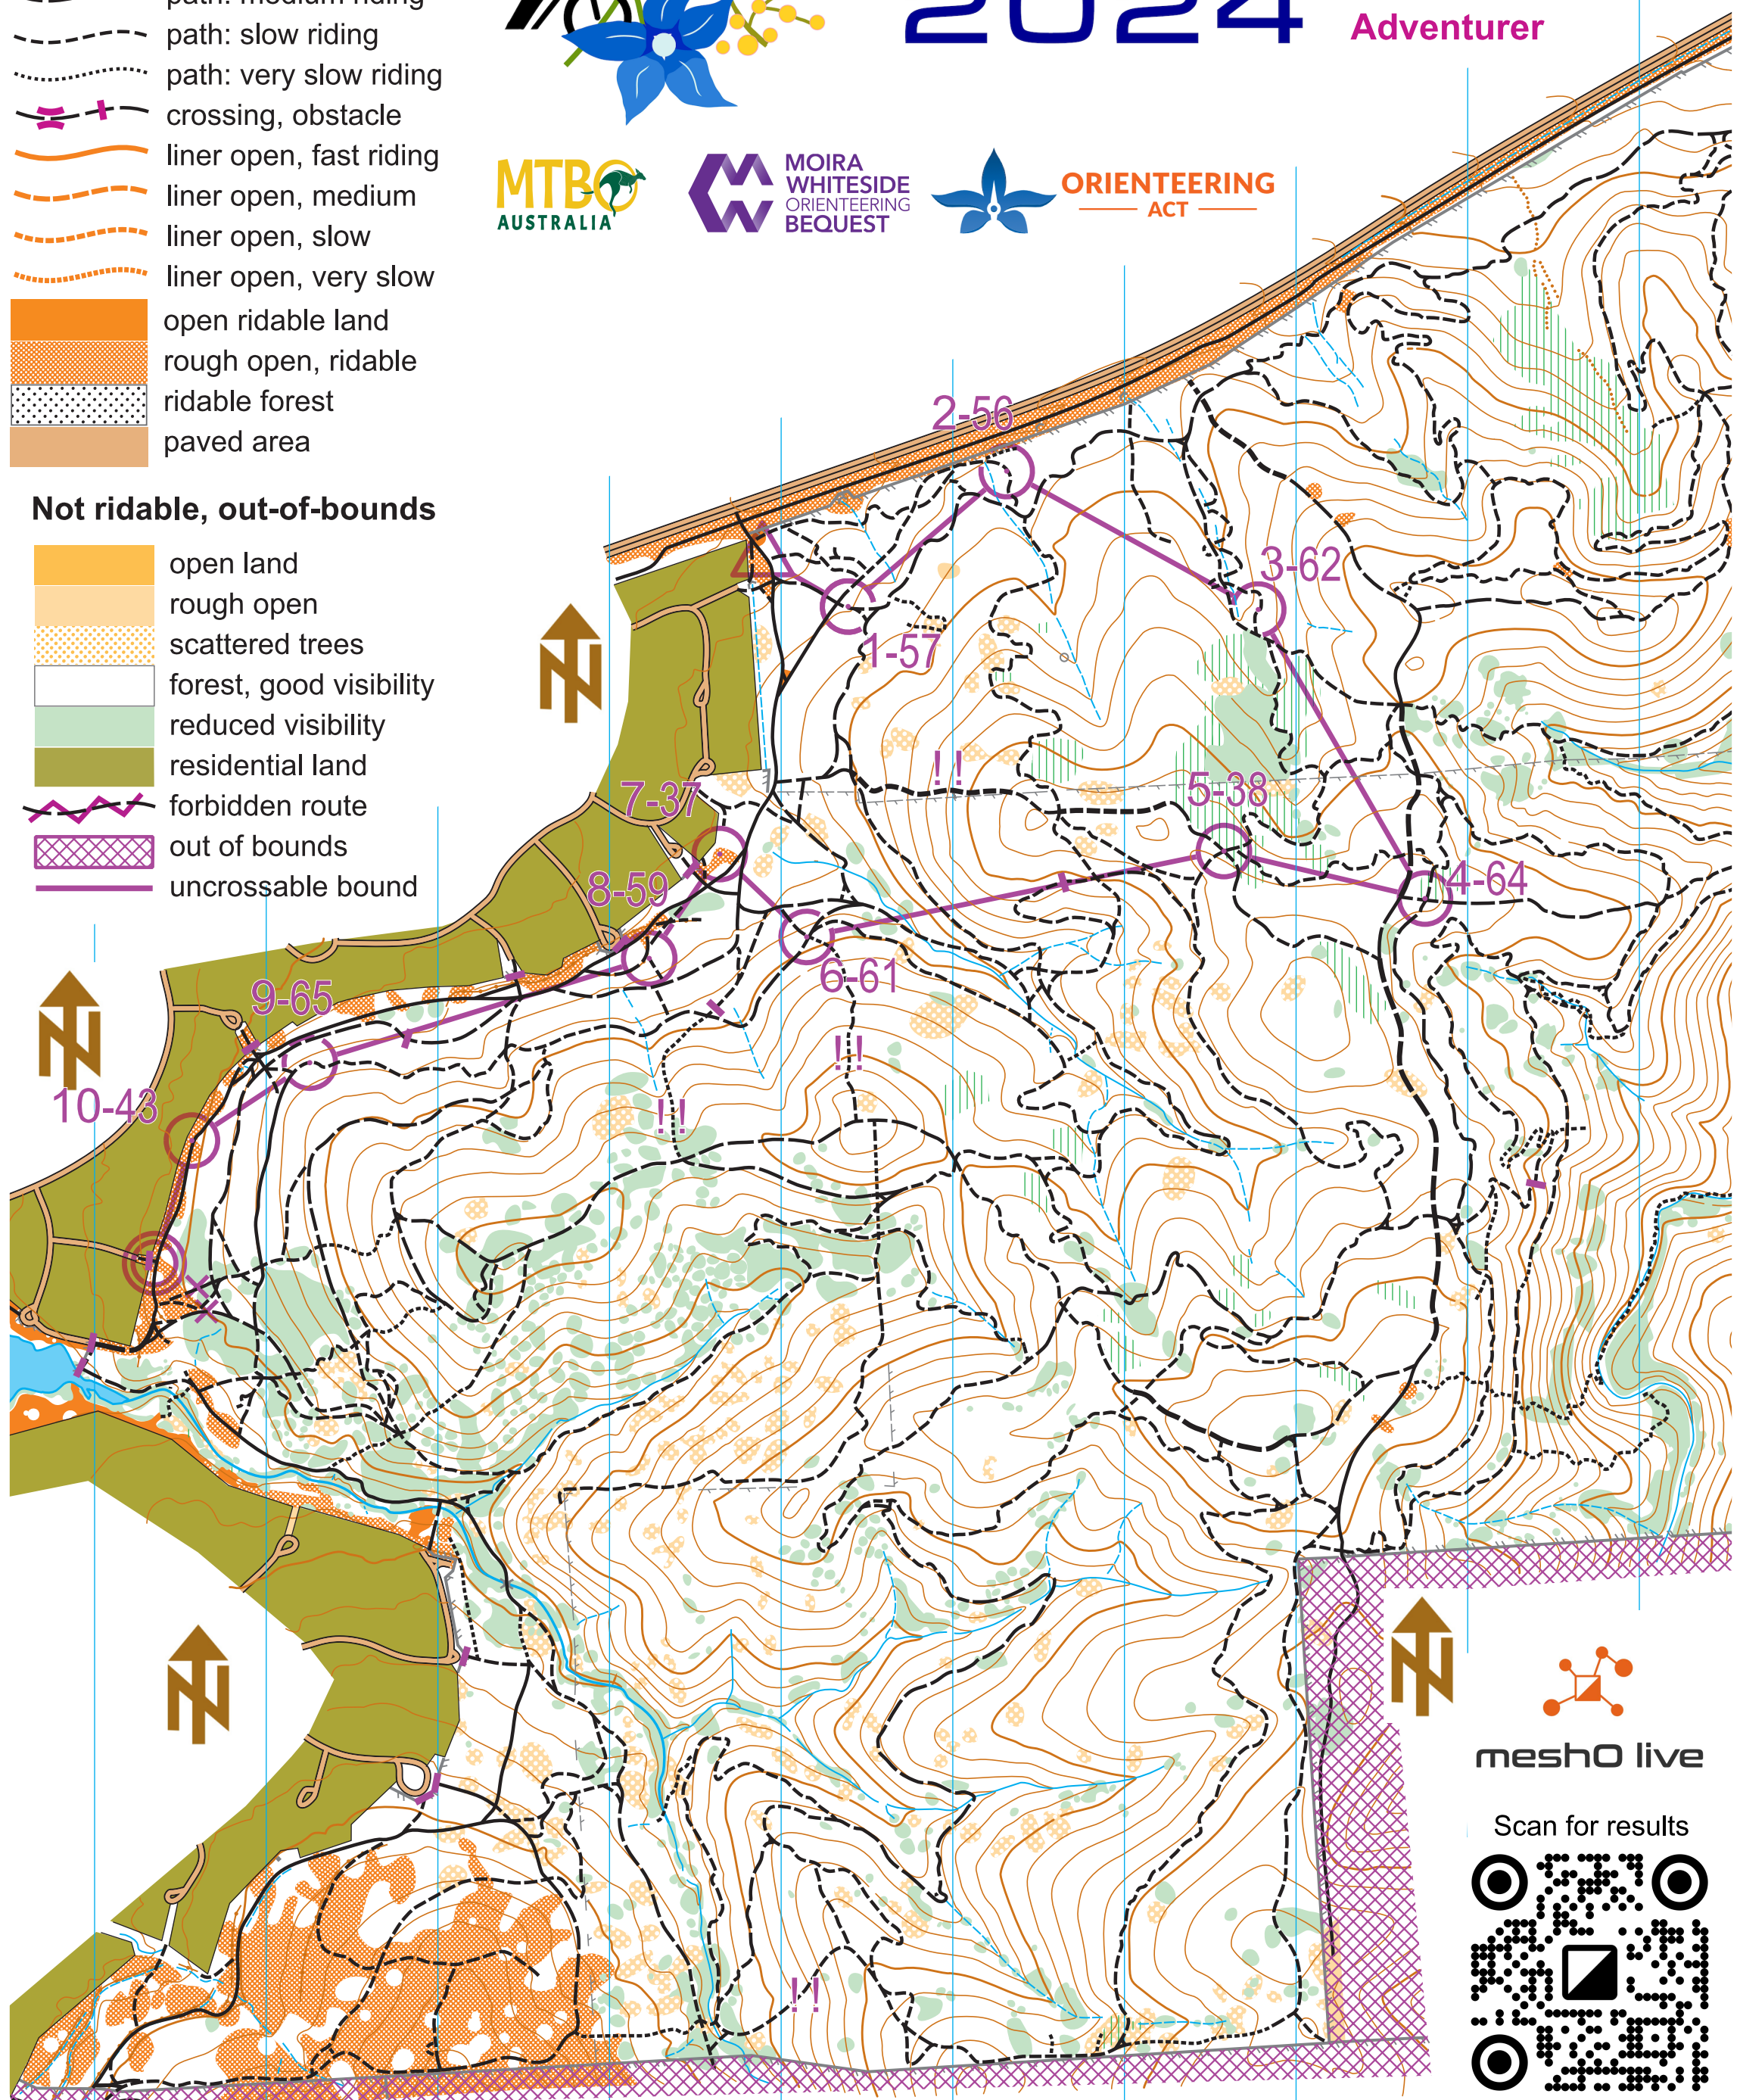 path: medium riding
path: slow riding
path: very slow riding
crossing, obstacle
liner open, fast riding
liner open, medium
liner open, slow
liner open, very slow
open ridable land
rough open, ridable
ridable forest
paved area
Not ridable, out-of-bounds
open land
rough open
scattered trees
forest, good visibility
reduced visibility
residential land
forbidden route
out of bounds
uncrossable bound
2024
Adventurer
MTBO
AUSTRALIA
MOIRA
WHITESIDE
ORIENTEERING
BEQUEST
ORIENTEERING
ACT
2-56
3-62
1-57
!!
7-37
5-38
8-59
4-64
6-61
9-65
!!
10-43
!!
N
N
N
N
!!
meshO live
Scan for results